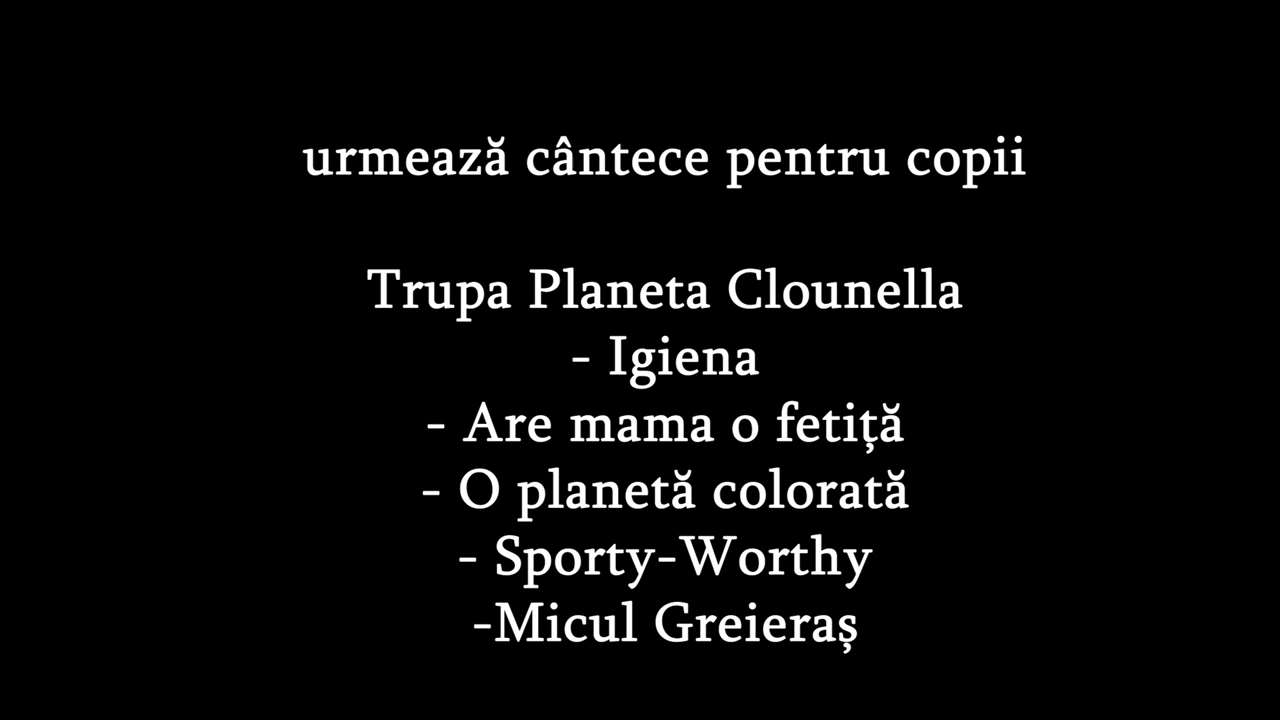 urmează cântece pentru copii
Trupa Planeta Clounella
- Igiena
- Are mama o fetiță
- O planetă colorată
- Sporty-Worthy
-Micul Greieraș